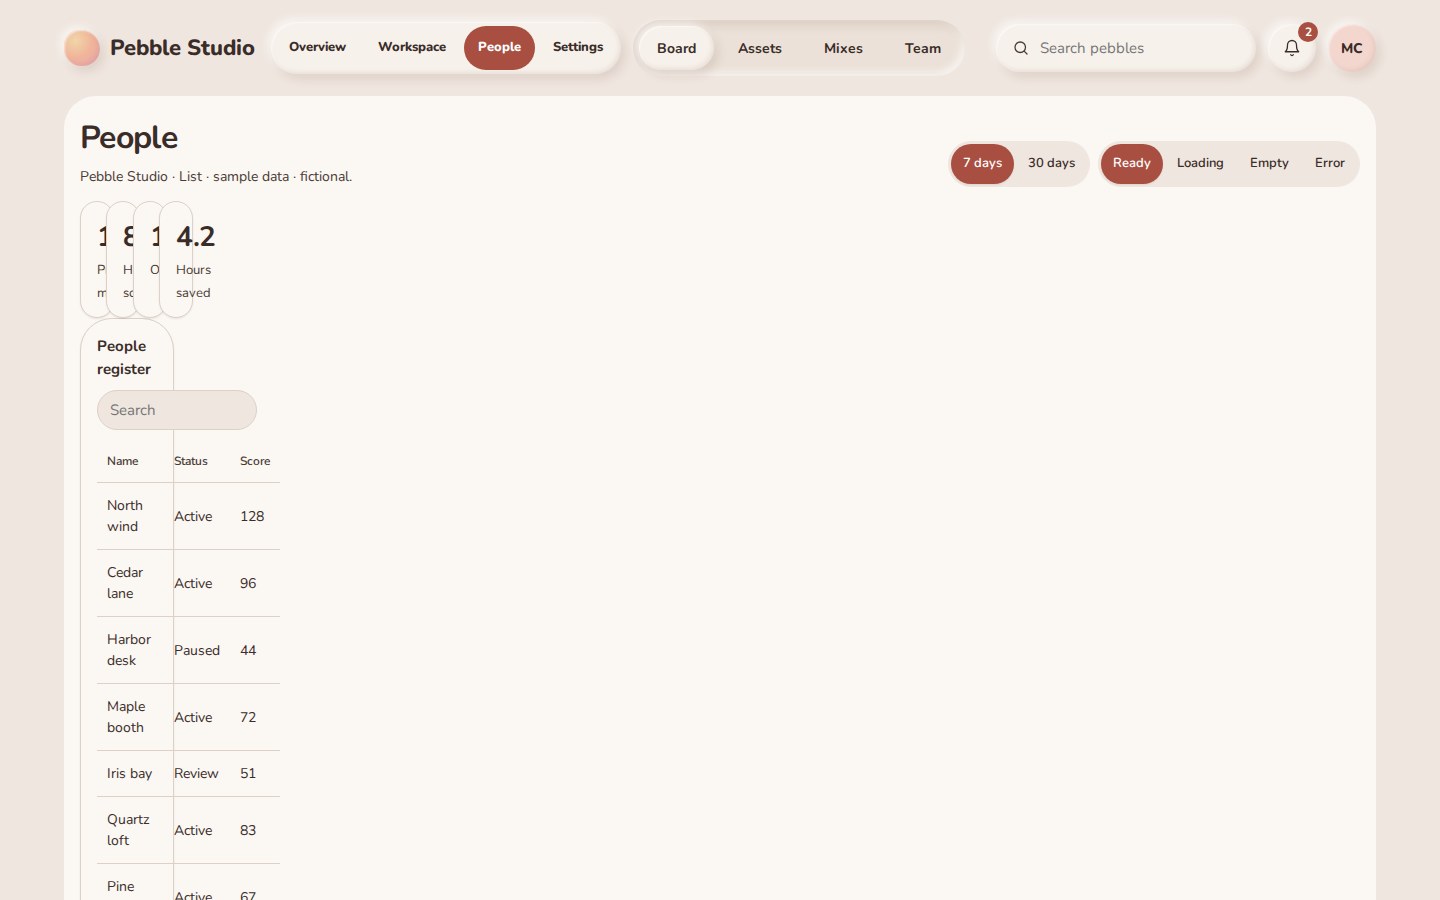 Pebble Studio
Overview Workspace People Settings
Board Assets Mixes Team
Search pebbles
2
MC
People
Pebble Studio · List · sample data · fictional.
7 days 30 days
Ready Loading Empty Error
4.2
Hours
saved
People
register
Search
Name Status Score
North
wind
Active 128
Cedar
lane
Active 96
Harbor
desk
Paused 44
Maple
booth
Active 72
Iris bay Review 51
Quartz
loft
Active 83
Pine
Active 67